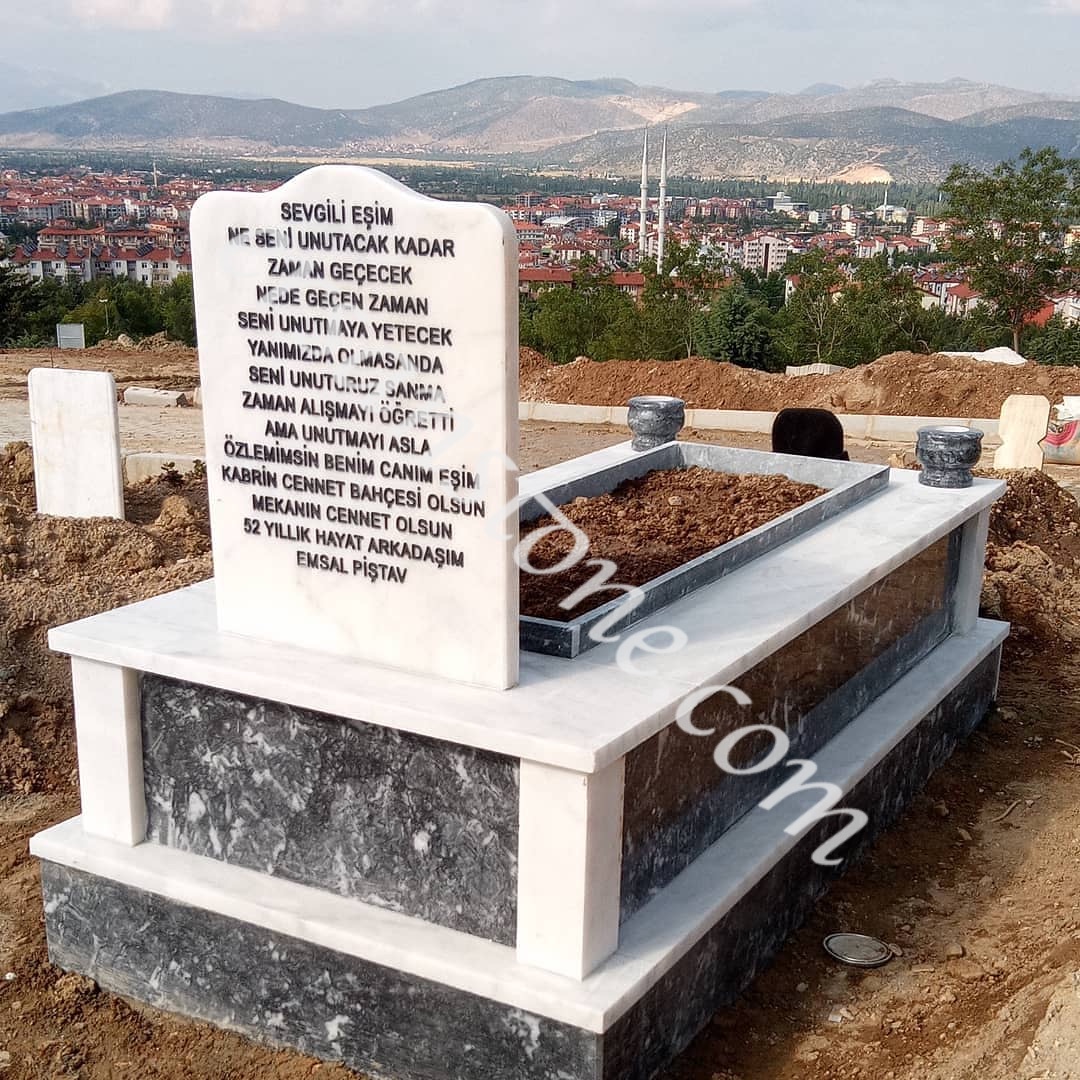 SEVGİLİ EŞİM
NE SENİ UNUTACAK KADAR
ZAMAN GEÇECEK
NEDE GEÇEN ZAMAN
SENİ UNUTMAYA YETECEK
YANIMIZDA OLMASANDA
SENİ UNUTURUZ SANMA
ZAMAN ALIŞMAYI ÖĞRETTİ
AMA UNUTMAYI ASLA
ÖZLEMİMSİN BENİM CANIM EŞİM
KABRİN CENNET BAHÇESİ OLSUN
MEKANIN CENNET OLSUN
52 YILLIK HAYAT ARKADAŞIM
EMSAL PİŞTAV